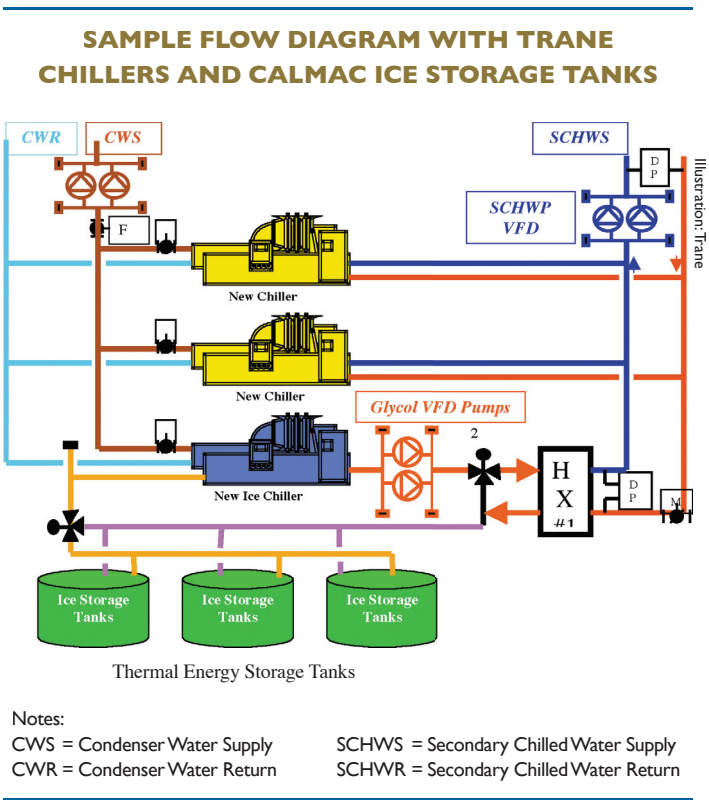 SAMPLE FLOW DIAGRAM WITH TRANE
CHILLERS AND CALMAC ICE STORAGE TANKS
CWR
CWS
SCHWS
D
P
Illustration: Trane
SCHWP
VFD
F
New Chiller
New Chiller
Glycol VFD Pumps
2
New Ice Chiller
H
X
#1
D
P
M
Ice Storage
Tanks
Ice Storage
Tanks
Ice Storage
Tanks
Thermal Energy Storage Tanks
Notes:
CWS = Condenser Water Supply
CWR = Condenser Water Return
SCHWS = Secondary Chilled Water Supply
SCHWR = Secondary Chilled Water Return